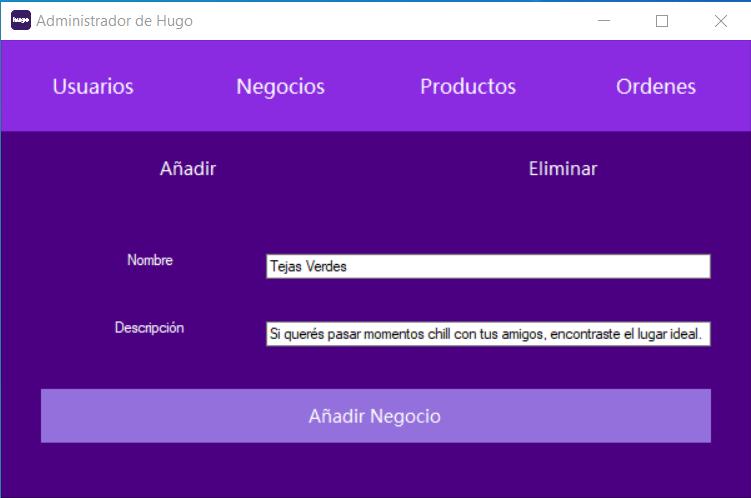 hugo Administrador de Hugo
Usuarios Negocios Productos Ordenes
Añadir Eliminar
Nombre Tejas Verdes
Descripción Si querés pasar momentos chill con tus amigos, encontraste el lugar ideal.
Añadir Negocio